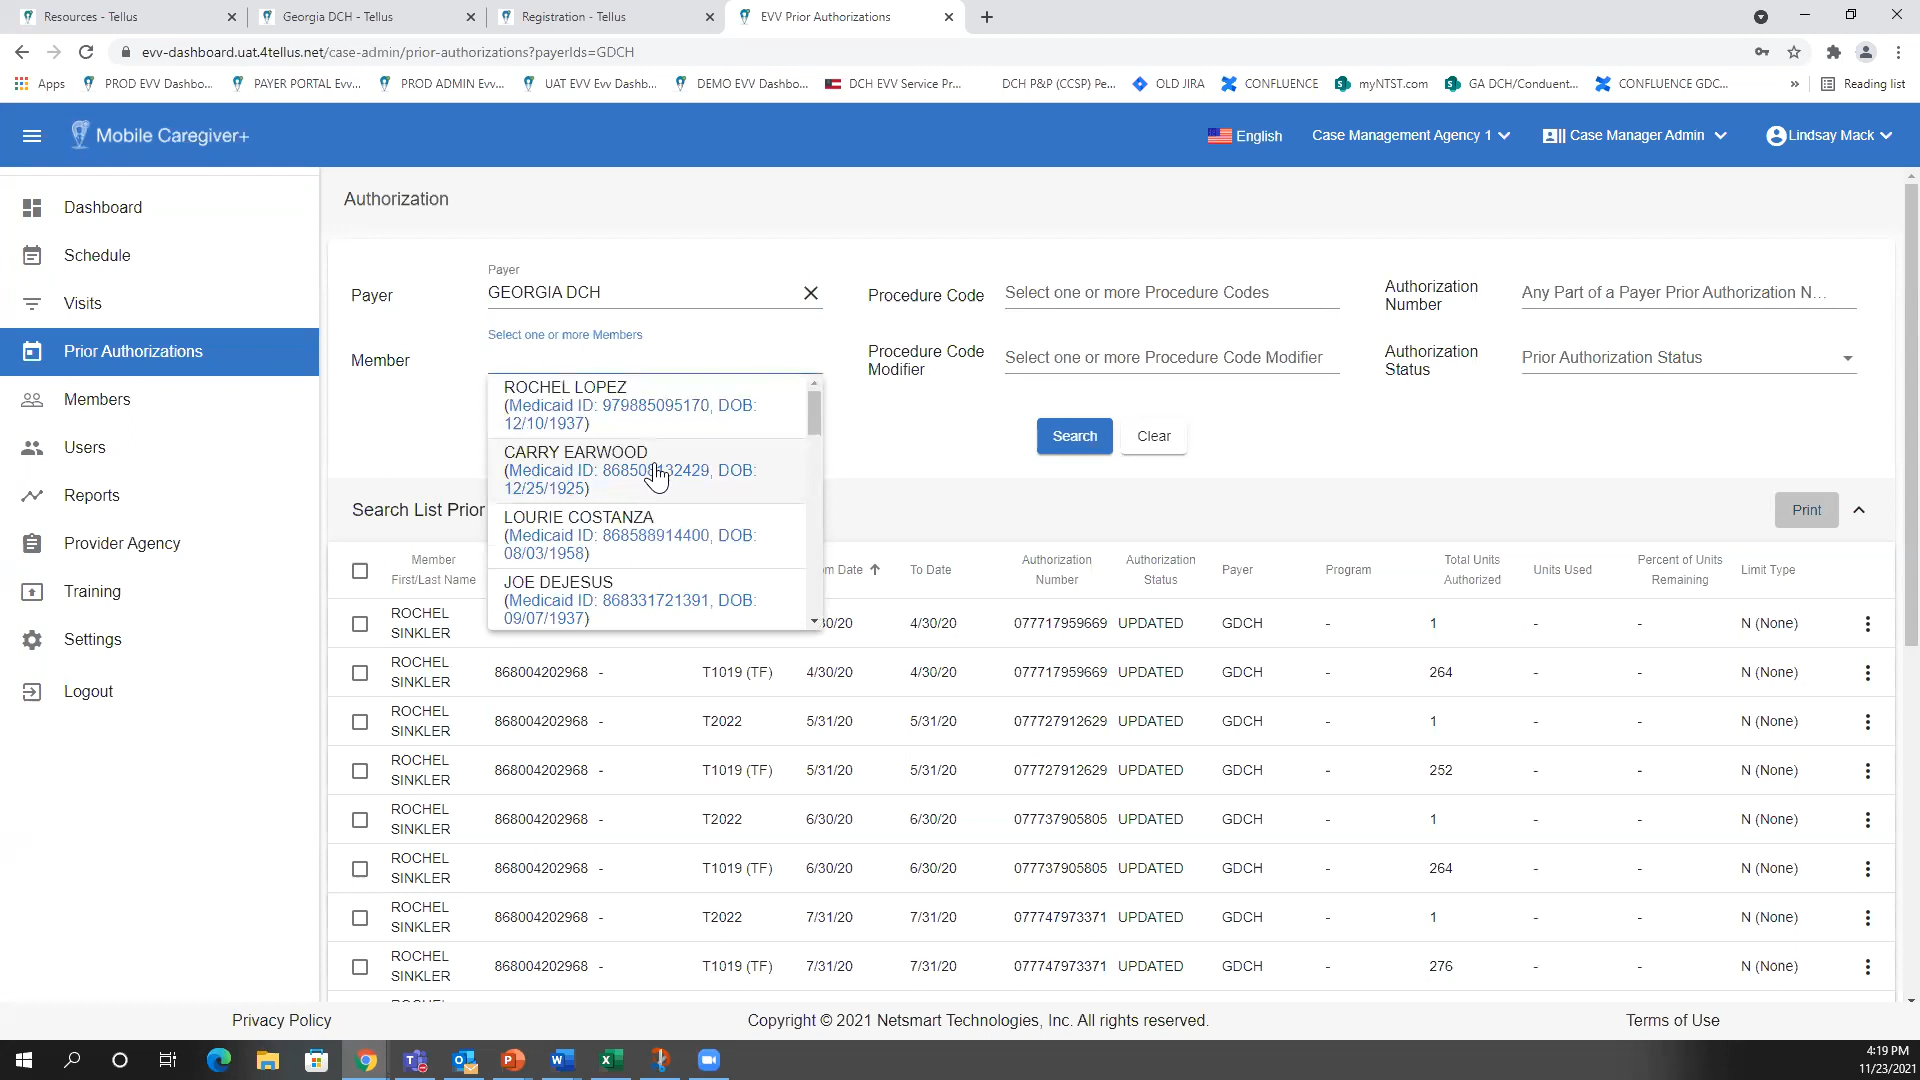 Resources - Tellus
Georgia DCH - Tellus
Registration - Tellus
EVV Prior Authorizations
evv-dashboard.uat.4tellus.net/case-admin/prior-authorizations?payerIds=GDCH
Apps
PROD EVV Dashbo...
PAYER PORTAL Evv...
PROD ADMIN Evv...
UAT EVV Evv Dashb...
DEMO EVV Dashbo...
DCH EVV Service Pr...
DCH P&P (CCSP) Pe...
OLD JIRA
CONFLUENCE
myNTST.com
GA DCH/Conduent...
CONFLUENCE GDC...
»
Reading list
Mobile Caregiver+
English
Case Management Agency 1
Case Manager Admin
Lindsay Mack
Dashboard
Schedule
Visits
Prior Authorizations
Members
Users
Reports
Provider Agency
Training
Settings
Logout
Authorization
Payer
Payer
GEORGIA DCH
Procedure Code
Select one or more Procedure Codes
Authorization
Number
Any Part of a Payer Prior Authorization N...
Member
Select one or more Members
Procedure Code
Modifier
Select one or more Procedure Code Modifier
Authorization
Status
Prior Authorization Status
ROCHEL LOPEZ
(Medicaid ID: 979885095170, DOB:
12/10/1937)
CARRY EARWOOD
(Medicaid ID: 868508132429, DOB:
12/25/1925)
LOURIE COSTANZA
(Medicaid ID: 868588914400, DOB:
08/03/1958)
JOE DEJESUS
(Medicaid ID: 868331721391, DOB:
09/07/1937)
Search
Clear
Search List Prior
Print
Member
First/Last Name
om Date
To Date
Authorization
Number
Authorization
Status
Payer
Program
Total Units
Authorized
Units Used
Percent of Units
Remaining
Limit Type
ROCHEL
SINKLER
30/20 4/30/20 077717959669 UPDATED GDCH - 1 - - N (None)
ROCHEL
SINKLER
868004202968 - T1019 (TF) 4/30/20 4/30/20 077717959669 UPDATED GDCH - 264 - - N (None)
ROCHEL
SINKLER
868004202968 - T2022 5/31/20 5/31/20 077727912629 UPDATED GDCH - 1 - - N (None)
ROCHEL
SINKLER
868004202968 - T1019 (TF) 5/31/20 5/31/20 077727912629 UPDATED GDCH - 252 - - N (None)
ROCHEL
SINKLER
868004202968 - T2022 6/30/20 6/30/20 077737905805 UPDATED GDCH - 1 - - N (None)
ROCHEL
SINKLER
868004202968 - T1019 (TF) 6/30/20 6/30/20 077737905805 UPDATED GDCH - 264 - - N (None)
ROCHEL
SINKLER
868004202968 - T2022 7/31/20 7/31/20 077747973371 UPDATED GDCH - 1 - - N (None)
ROCHEL
SINKLER
868004202968 - T1019 (TF) 7/31/20 7/31/20 077747973371 UPDATED GDCH - 276 - - N (None)
Privacy Policy
Copyright © 2021 Netsmart Technologies, Inc. All rights reserved.
Terms of Use
4:19 PM
11/23/2021